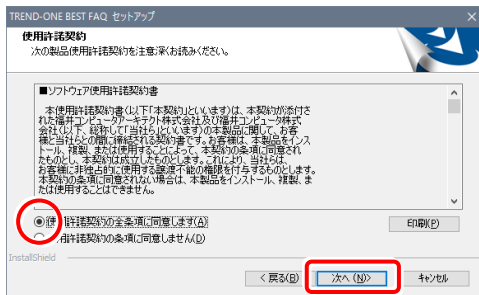 TREND-ONE BEST FAQ セットアップ
使用許諾契約
次の製品使用許諾契約を注意深くお読みください。
■ソフトウェア使用許諾契約書
本使用許諾契約書(以下「本契約」といいます)は、本契約が添付さ
れた福井コンピュータアーキテクト株式会社及び福井コンピュータ株式
会社(以下、総称して「当社ら」といいます)の本製品に関して、お客
様と当社らとの間に締結される契約書です。お客様は、本製品をインス
トール、複製、または使用することによって、本契約の条項に同意され
たものとし、本契約は成立したものとします。これにより、当社らは、
お客様に非独占的に使用する譲渡不能の権限を付与するものとします。
本契約の条項に同意されない場合は、本製品をインストール、複製、ま
たは使用することはできません。
使用許諾契約の全条項に同意します(A)
用許諾契約の条項に同意しません(D)
印刷(P)
InstallShield
< 戻る(B)
次へ (N)>
キャンセル